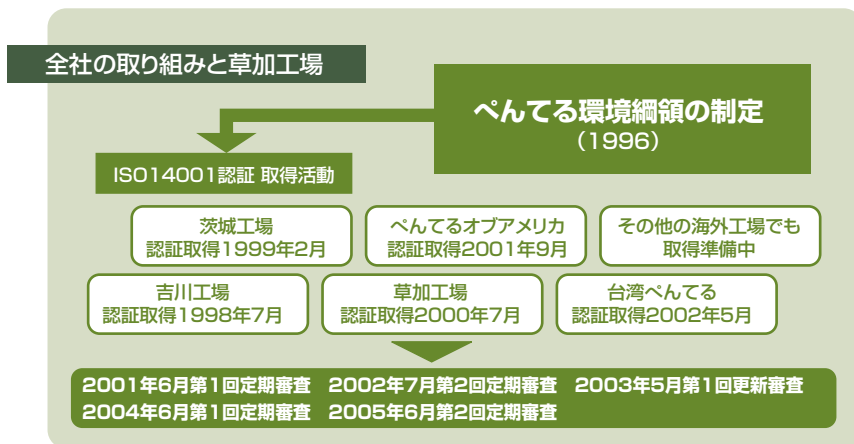 全社の取り組みと草加工場
ぺんてる環境綱領の制定
（1996）
ISO14001認証 取得活動
茨城工場
認証取得1999年2月
ぺんてるオブアメリカ
認証取得2001年9月
その他の海外工場でも
取得準備中
吉川工場
認証取得1998年7月
草加工場
認証取得2000年7月
台湾ぺんてる
認証取得2002年5月
2001年6月第1回定期審査 2002年7月第2回定期審査 2003年5月第1回更新審査
2004年6月第1回定期審査 2005年6月第2回定期審査